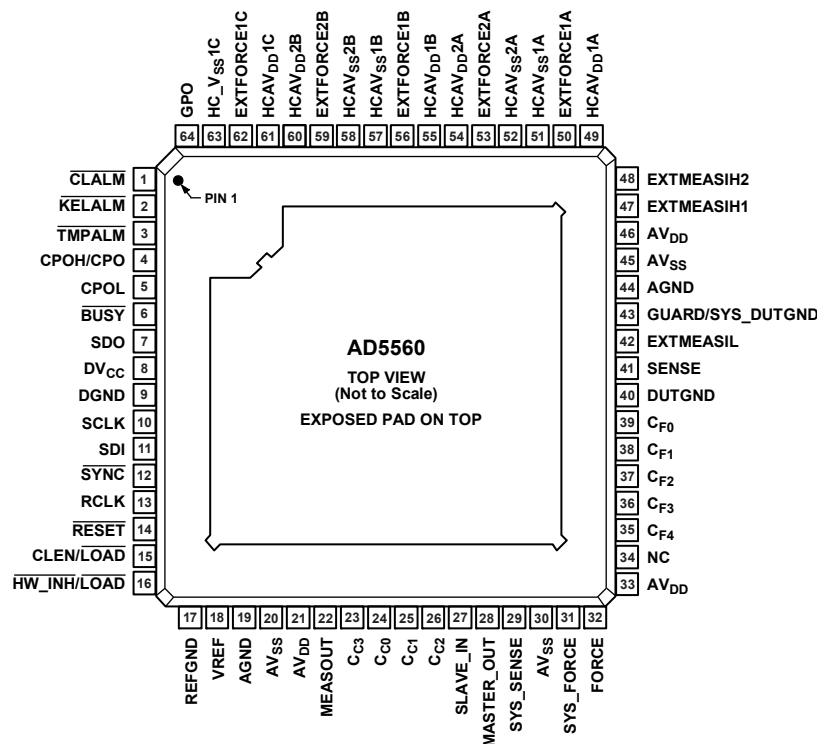 GPO
HC_VSS1C
EXTFORCE1C
HCAVDD1C
HCAVDD2B
EXTFORCE2B
HCAVSS2B
HCAVSS1B
EXTFORCE1B
HCAVDD1B
HCAVDD2A
EXTFORCE2A
HCAVSS2A
HCAVSS1A
EXTFORCE1A
HCAVDD1A
64 63 62 61 60 59 58 57 56 55 54 53 52 51 50 49
CLALM 1
KELALM 2
TMPALM 3
CPOH/CPO 4
CPOL 5
BUSY 6
SDO 7
DVCC 8
DGND 9
SCLK 10
SDI 11
SYNC 12
RCLK 13
RESET 14
CLEN/LOAD 15
HW_INH/LOAD 16
PIN 1
AD5560
TOP VIEW
(Not to Scale)
EXPOSED PAD ON TOP
48 EXTMEASIH2
47 EXTMEASIH1
46 AVDD
45 AVSS
44 AGND
43 GUARD/SYS_DUTGND
42 EXTMEASIL
41 SENSE
40 DUTGND
39 CF0
38 CF1
37 CF2
36 CF3
35 CF4
34 NC
33 AVDD
17 18 19 20 21 22 23 24 25 26 27 28 29 30 31 32
REFGND
VREF
AGND
AVSS
AVDD
MEASOUT
CC3
CC0
CC1
CC2
SLAVE_IN
MASTER_OUT
SYS_SENSE
AVSS
SYS_FORCE
FORCE